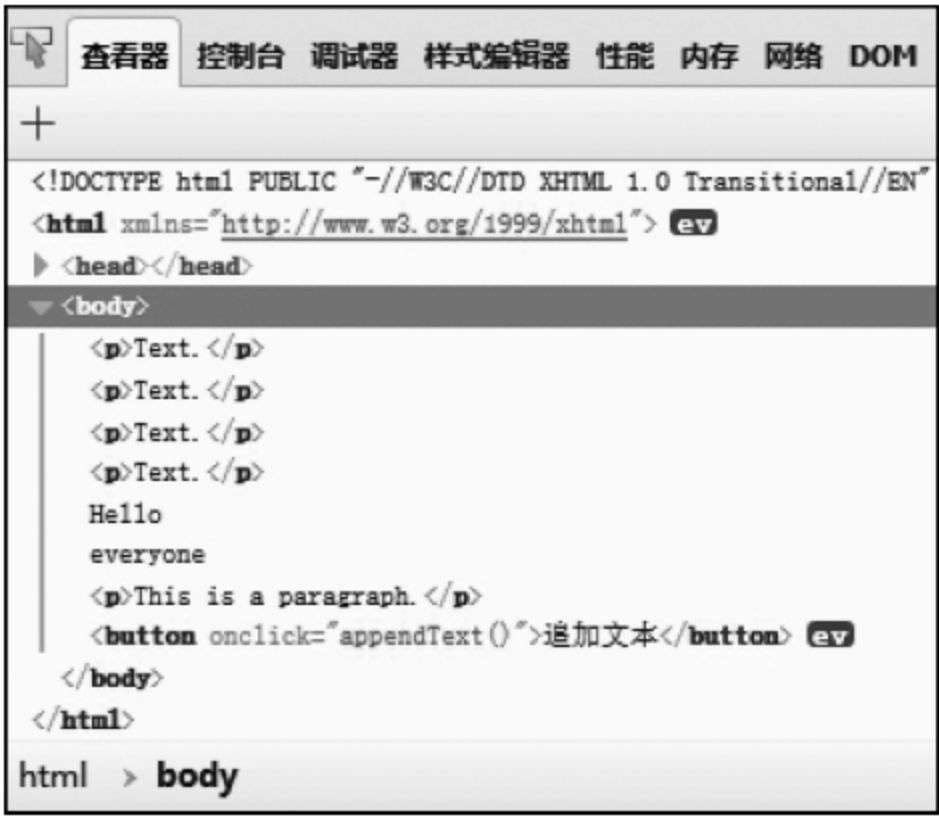 查看器 控制台 调试器 样式编辑器 性能 内存 网络 DOM
+
<!DOCTYPE html PUBLIC "-//W3C//DTD XHTML 1.0 Transitional//EN"
<html xmlns="http://www.w3.org/1999/xhtml"> ev
<head></head>
<body>
<p>Text.</p>
<p>Text.</p>
<p>Text.</p>
<p>Text.</p>
Hello
everyone
<p>This is a paragraph.</p>
<button onclick="appendText()">追加文本</button> ev
</body>
</html>
html > body